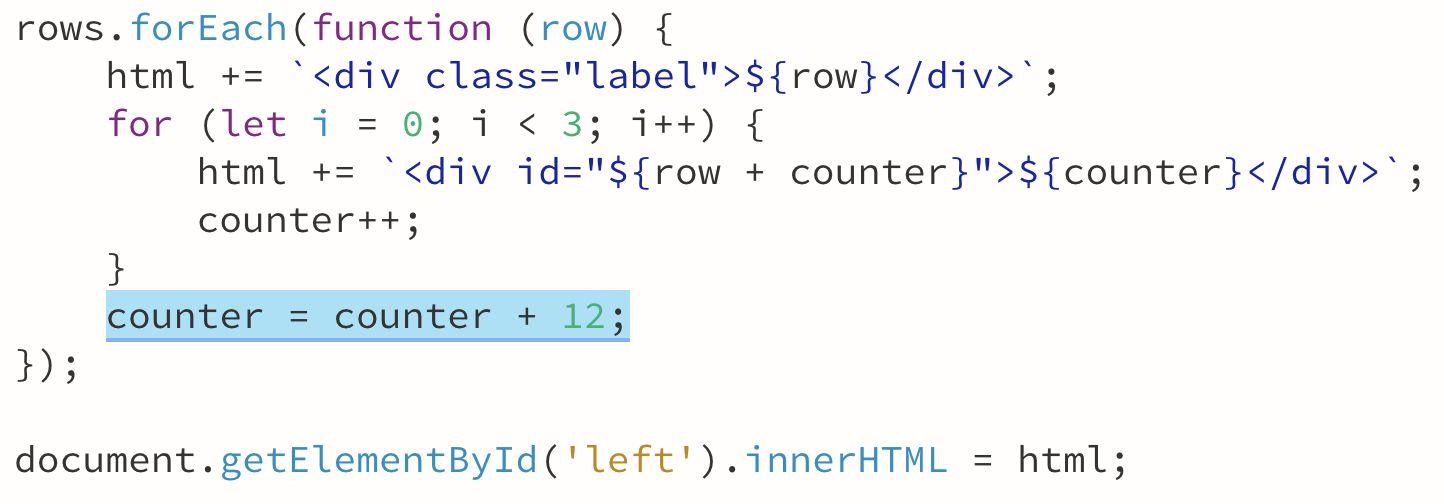 rows.forEach(function (row) {
    html += `<div class="label">${row}</div>`;
    for (let i = 0; i < 3; i++) {
        html += `<div id="${row + counter}">${counter}</div>`;
        counter++;
    }
    counter = counter + 12;
});

document.getElementById('left').innerHTML = html;